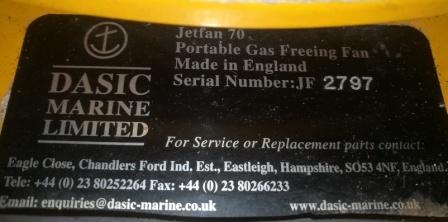 Jetfan 70
Portable Gas Freeing Fan
Made in England
Serial Number:JF 2797
DASIC
MARINE
LIMITED
For Service or Replacement parts contact:
Eagle Close, Chandlers Ford Ind. Est., Eastleigh, Hampshire, SO53 4NF, England.
Tele: +44 (0) 23 80252264 Fax: +44 (0) 23 80266233
Email: enquiries@dasic-marine.co.uk www.dasic-marine.co.uk